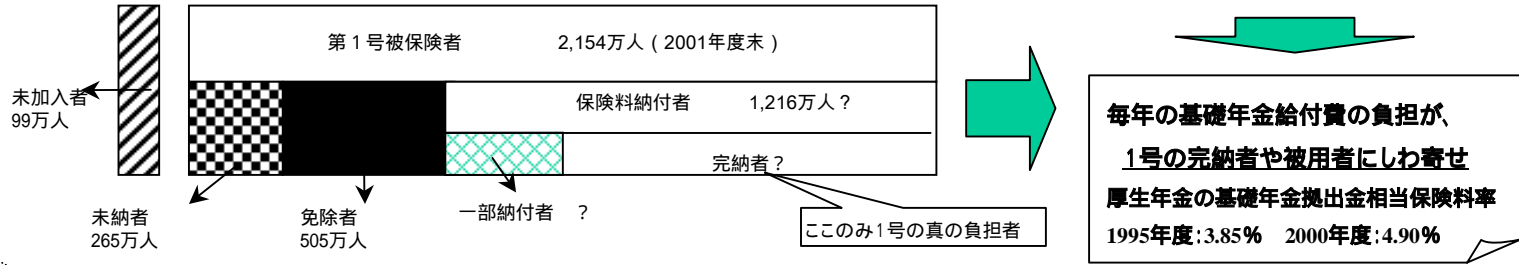 第1号被保険者 2,154万人(2001年度末)
未加入者
99万人
保険料納付者 1,216万人?
完納者?
未納者
265万人
免除者
505万人
一部納付者 ?
ここのみ1号の真の負担者
毎年の基礎年金給付費の負担が、
1号の完納者や被用者にしわ寄せ
厚生年金の基礎年金拠出金相当保険料率
1995年度:3.85% 2000年度:4.90%